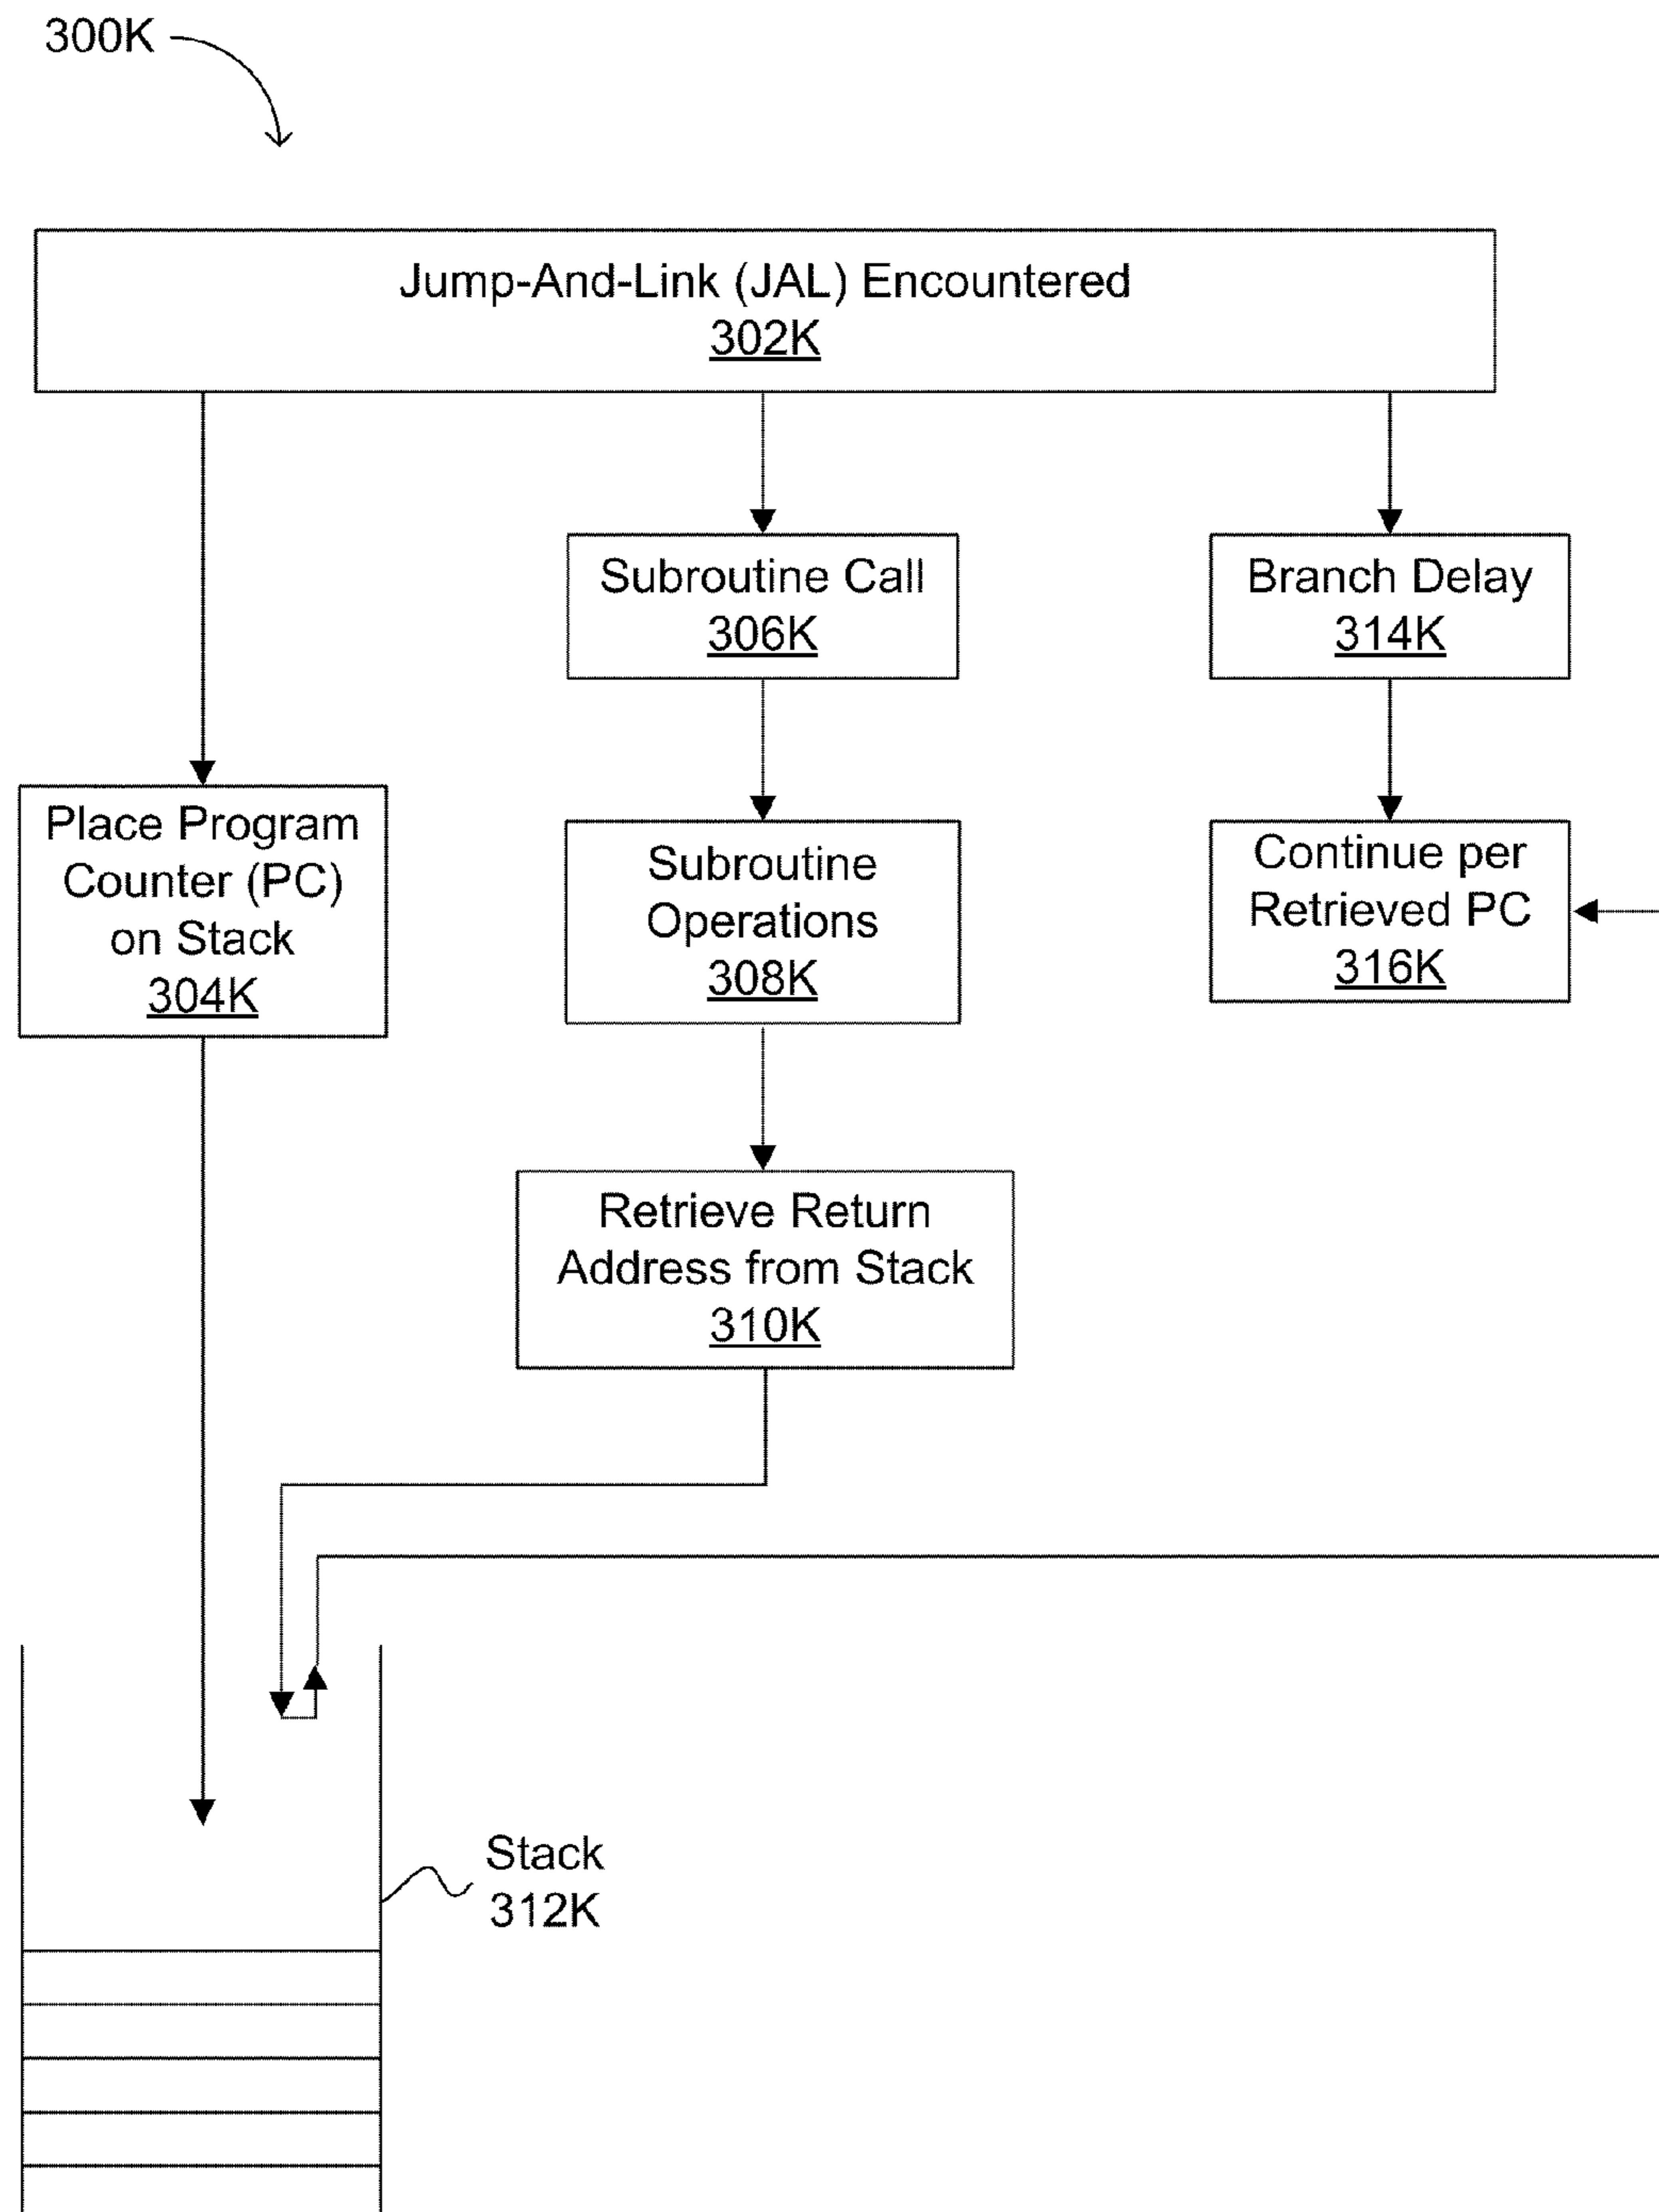 300K
Jump-And-Link (JAL) Encountered
302K
Subroutine Call
306K
Branch Delay
314K
Place Program
Counter (PC)
on Stack
304K
Subroutine
Operations
308K
Continue per
Retrieved PC
316K
Retrieve Return
Address from Stack
310K
Stack
312K